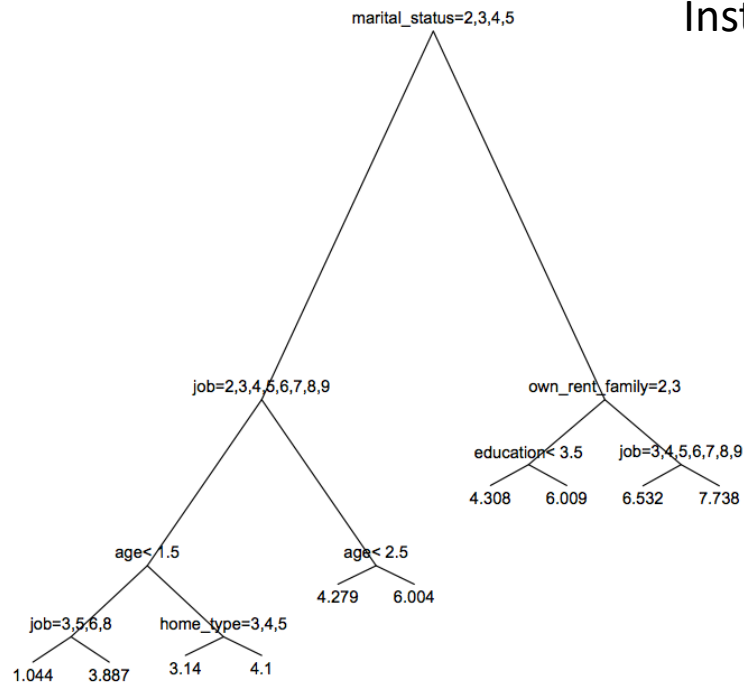 Inst
marital_status=2,3,4,5
job=2,3,4,5,6,7,8,9
own_rent_family=2,3
education< 3.5
job=3,4,5,6,7,8,9
4.308
6.009
6.532
7.738
age< 1.5
age< 2.5
4.279
6.004
job=3,5,6,8
home_type=3,4,5
1.044
3.887
3.14
4.1